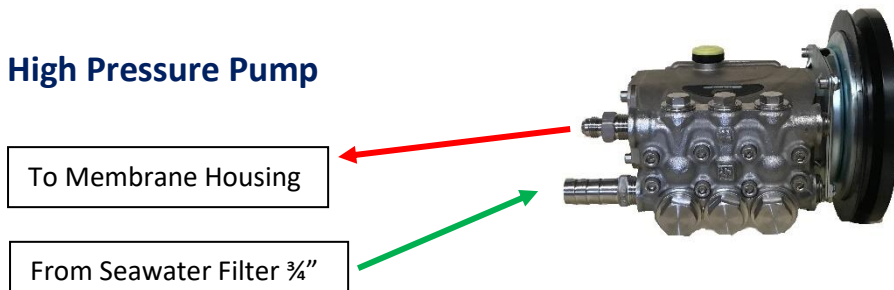 High Pressure Pump
To Membrane Housing
From Seawater Filter ¾”